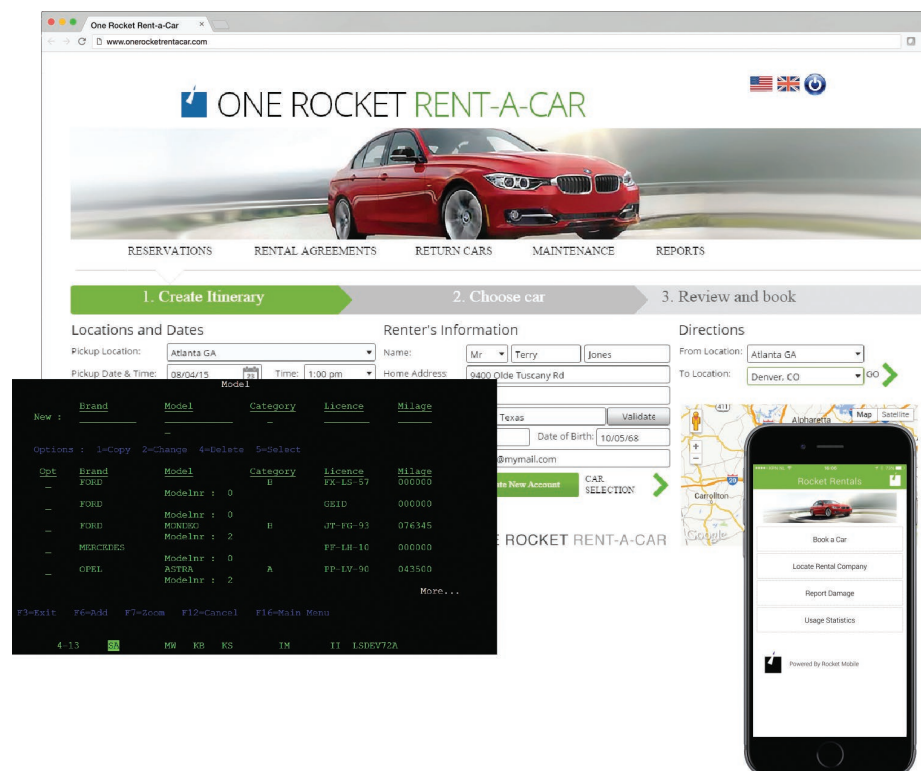 One Rocket Rent-a-Car
www.onerocketrentacar.com
ONE ROCKET RENT-A-CAR
RESERVATIONS RENTAL AGREEMENTS RETURN CARS MAINTENANCE REPORTS
1. Create Itinerary 2. Choose car 3. Review and book
Locations and Dates Renter's Information Directions
Pickup Location: Atlanta GA Name: Mr Terry Jones From Location: Atlanta GA
Pickup Date & Time: 08/04/15 Time: 1:00 pm Home Address 9400 Olde Tuscany Rd To Location: Denver, CO GO
Texas Validate
Date of Birth: 10/05/68
@mymail.com
New Account CAR SELECTION
ONE ROCKET RENT-A-CAR
Model
Brand Model Category Licence Milage
New :
Options : 1=Copy 2=Change 4=Delete 5=Select
Opt Brand Model Category Licence Milage
FORD B FX-LS-57 000000
Modelnr : 0
FORD GEID 000000
Modelnr : 0
FORD MONDEO B JT-FG-93 076345
Modelnr : 2
MERCEDES PF-LH-10 000000
Modelnr : 0
OPEL ASTRA A PP-LV-90 043500
Modelnr : 2
More...
F3=Exit F6=Add F7=Zoom F12=Cancel F16=Main Menu
4-13 SA MW KB KS IM II LSDEV72A
411 Alpharetta Map Satellite
20
Carrollton
Google
Rocket Rentals
Book a Car
Locate Rental Company
Report Damage
Usage Statistics
Powered By Rocket Mobile